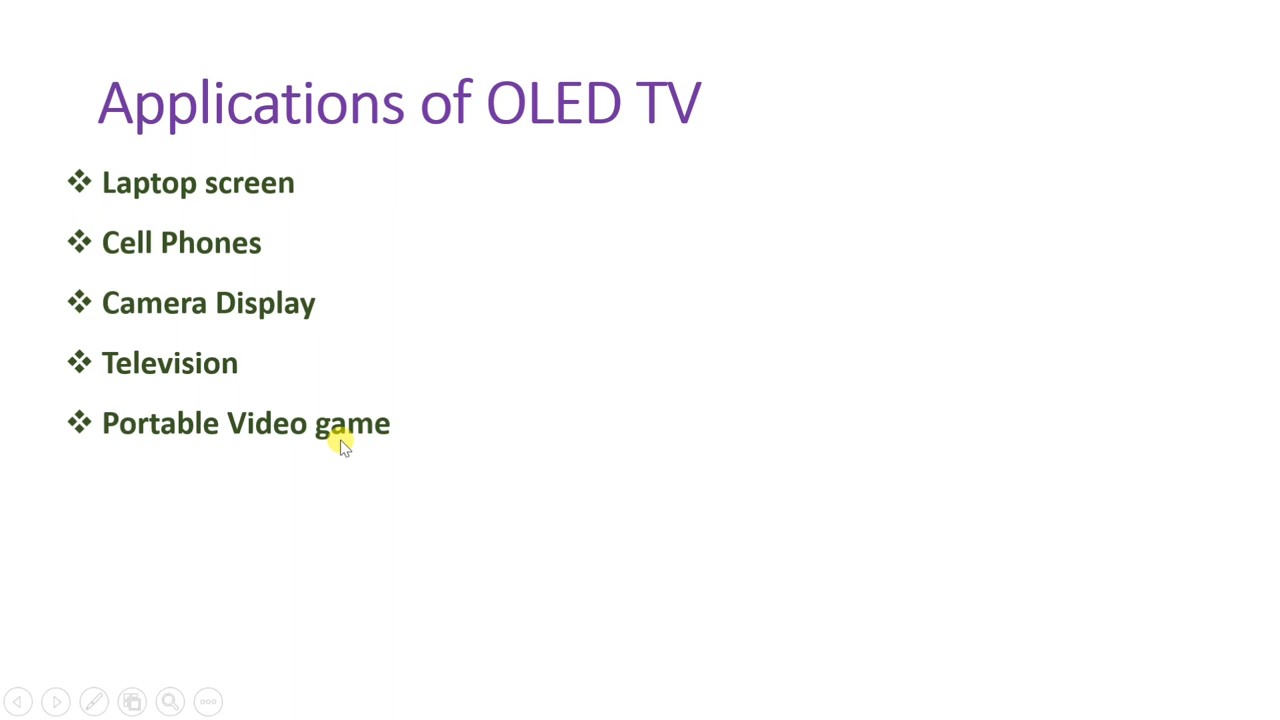 Applications of OLED TV
❖ Laptop screen
❖ Cell Phones
❖ Camera Display
❖ Television
❖ Portable Video game